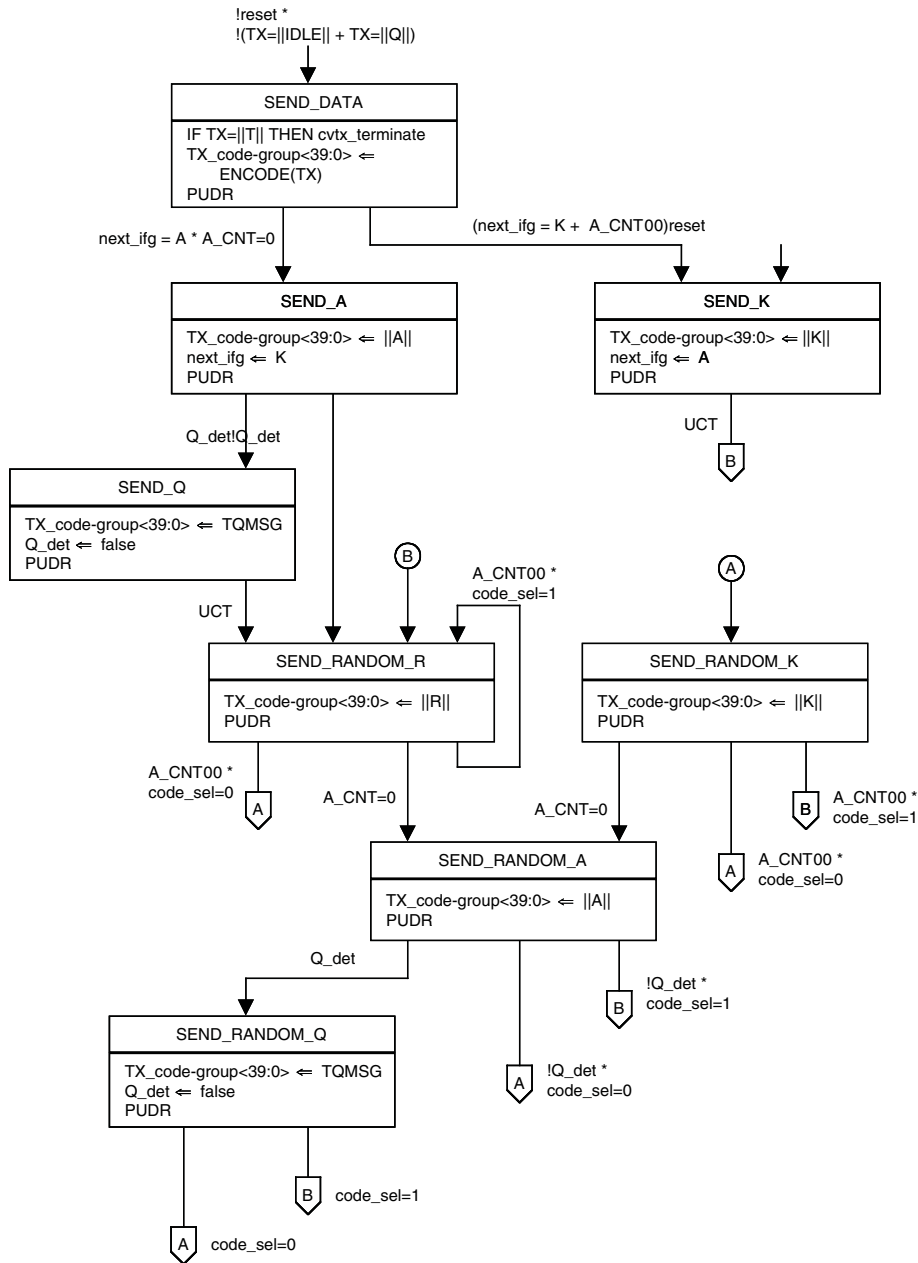 !reset *
!(TX=||IDLE|| + TX=||Q||)
SEND_DATA
IF TX=||T|| THEN cvtx_terminate
TX_code-group<39:0> ⇐
ENCODE(TX)
PUDR
next_ifg = A * A_CNT=0
(next_ifg = K + A_CNT00)reset
SEND_A
TX_code-group<39:0> ⇐ ||A||
next_ifg ⇐ K
PUDR
SEND_K
TX_code-group<39:0> ⇐ ||K||
next_ifg ⇐ A
PUDR
Q_det!Q_det
UCT
B
SEND_Q
TX_code-group<39:0> ⇐ TQMSG
Q_det ⇐ false
PUDR
UCT
B
A_CNT00 *
code_sel=1
A
SEND_RANDOM_R
TX_code-group<39:0> ⇐ ||R||
PUDR
SEND_RANDOM_K
TX_code-group<39:0> ⇐ ||K||
PUDR
A_CNT00 *
code_sel=0
A
A_CNT=0
A_CNT=0
B
A_CNT00 *
code_sel=1
A
A_CNT00 *
code_sel=0
SEND_RANDOM_A
TX_code-group<39:0> ⇐ ||A||
PUDR
Q_det
B
!Q_det *
code_sel=1
A
!Q_det *
code_sel=0
SEND_RANDOM_Q
TX_code-group<39:0> ⇐ TQMSG
Q_det ⇐ false
PUDR
B
code_sel=1
A
code_sel=0